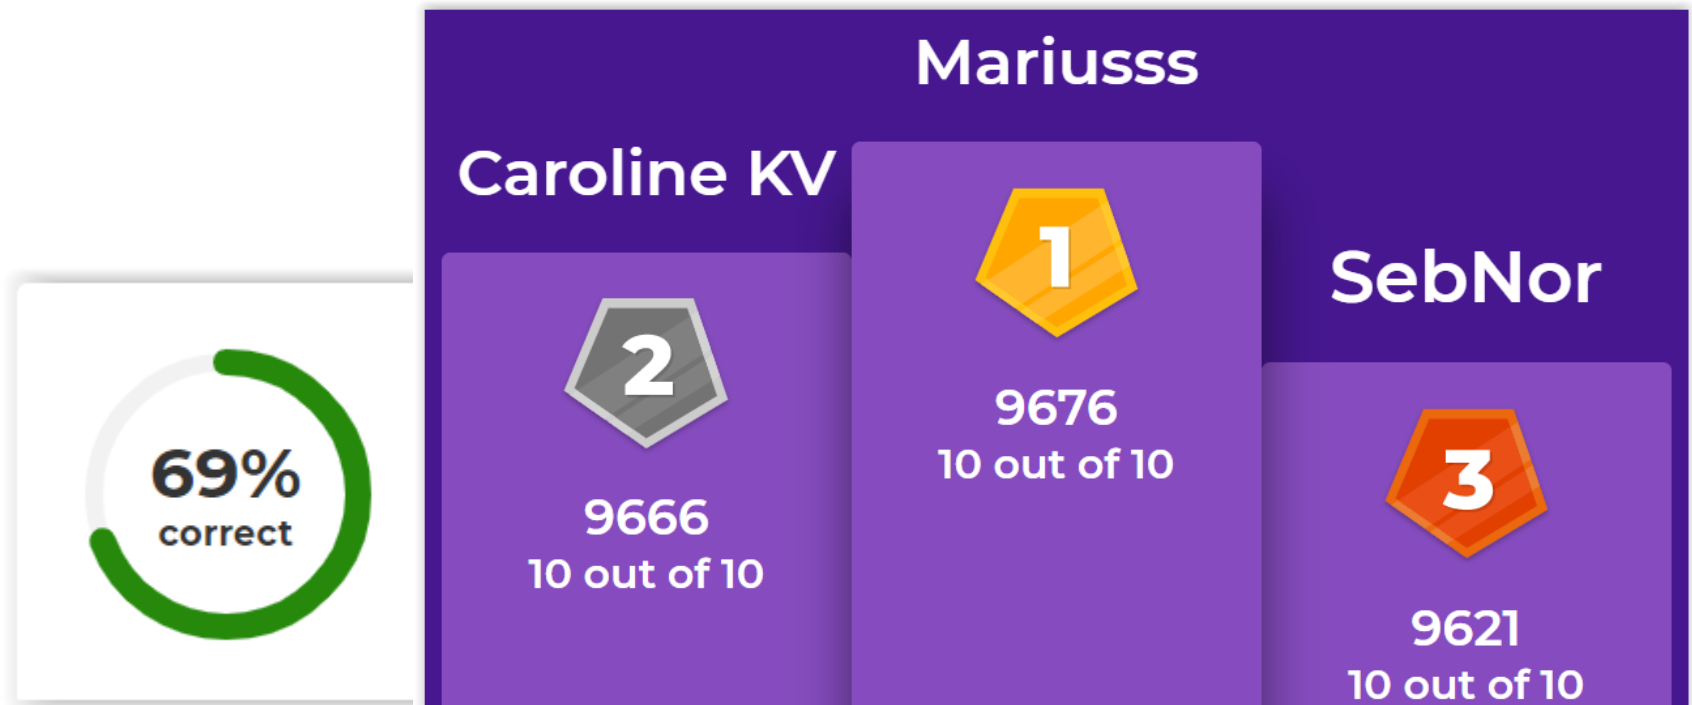 69%
correct
Mariusss
1
9676
10 out of 10
Caroline KV
2
9666
10 out of 10
SebNor
3
9621
10 out of 10